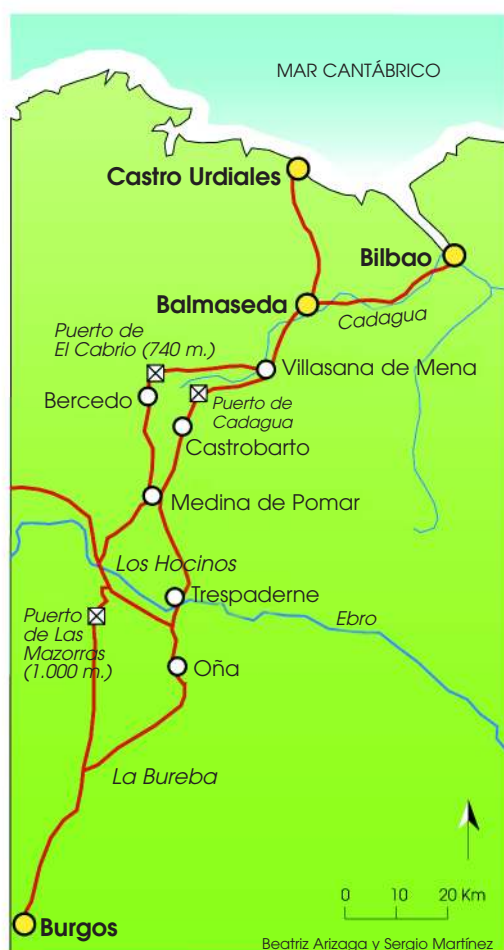 MAR CANTÁBRICO
Castro Urdiales
Bilbao
Balmaseda
Cadagua
Puerto de
El Cabrio (740 m.)
Villasana de Mena
Bercedo
Puerto de
Cadagua
Castrobarto
Medina de Pomar
Los Hocinos
Trespaderne
Puerto
de Las
Mazorras
(1.000 m.)
Ebro
Oña
La Bureba
0 10 20 Km
Burgos
Beatriz Arizaga y Sergio Martínez